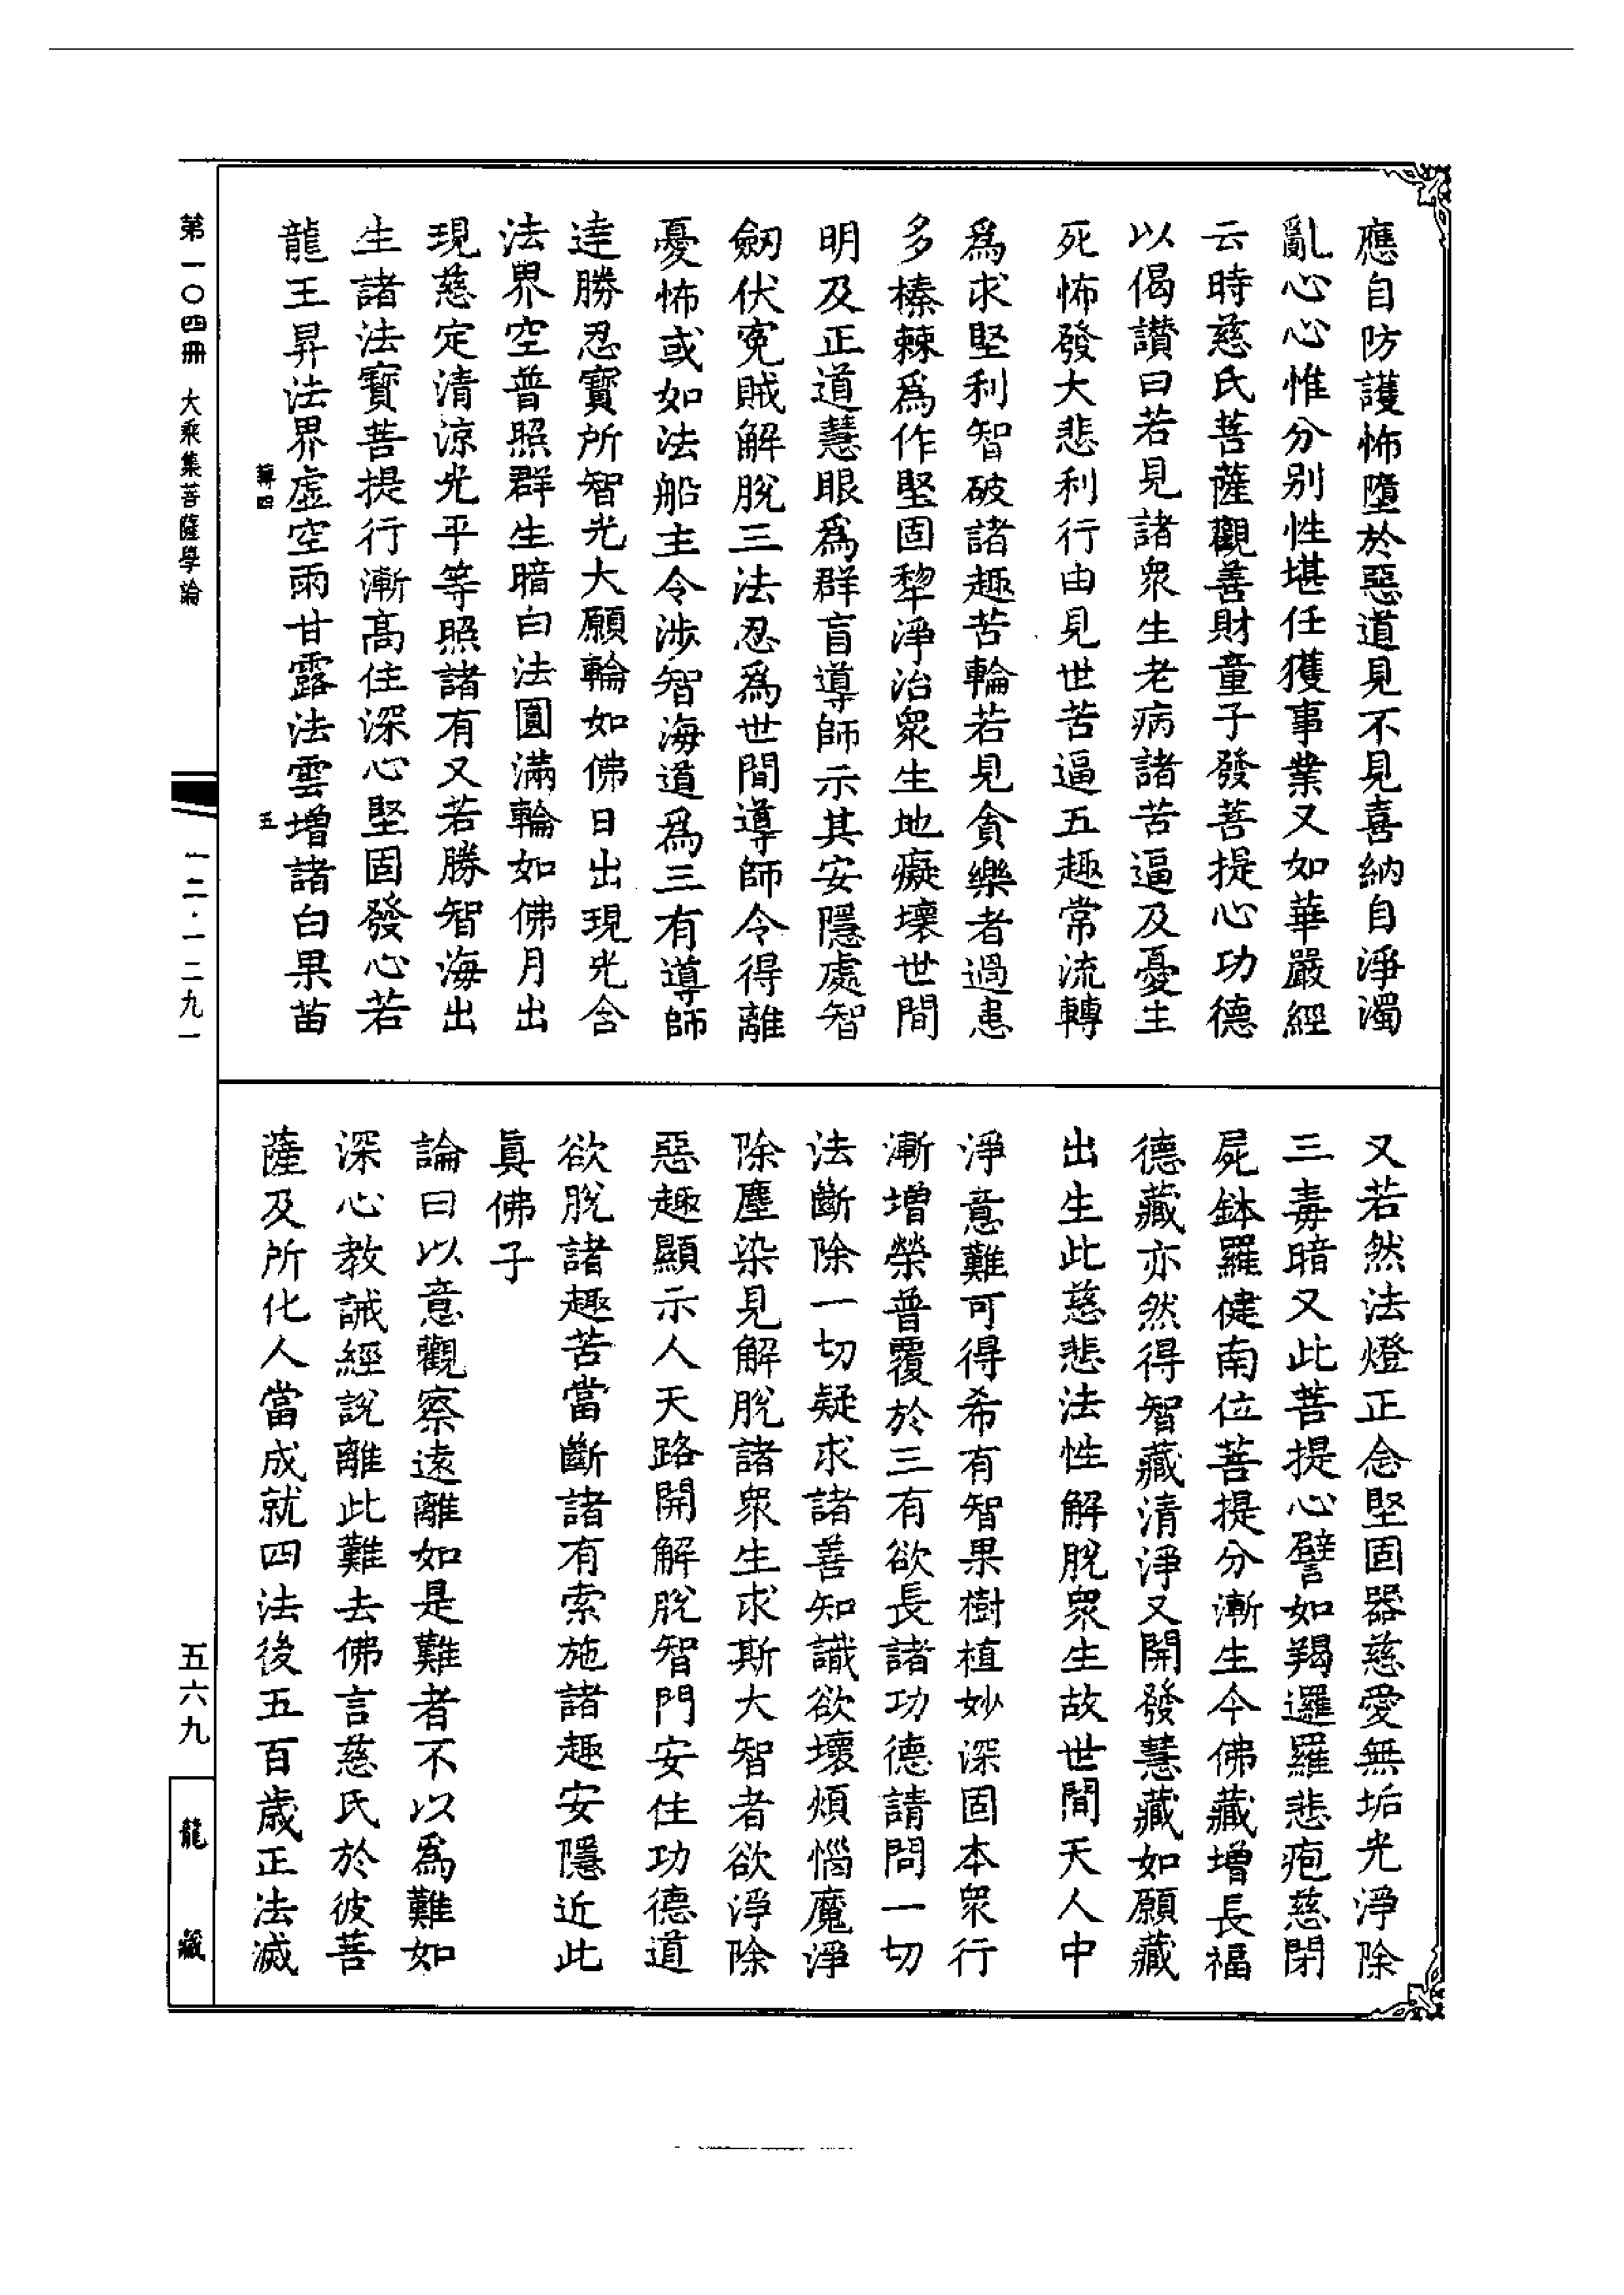 應自防護怖墮於惡道見不見喜納自淨濁
亂心心惟分别性堪任獲事業又如華嚴經
云時慈氏菩薩觀善財童子發菩提心功德
以偈讚曰若見諸衆生老病諸苦逼及憂生
死怖發大悲利行由見世苦逼五趣常流轉
爲求堅利智破諸趣苦輪若見貪樂者過患
多榛棘爲作堅固犂淨治衆生地癡壞世間
明及正道慧眼爲群盲導師示其安隱處智
劒伏寃賊解脫三法忍爲世間導師令得離
憂怖或如法船主令涉智海道爲三有導師
達勝忍寶所智光大願輪如佛日出現光含
法界空普照群生暗白法圓滿輪如佛月出
現慈定清涼光平等照諸有又若勝智海出
生諸法寶菩提行漸高住深心堅固發心若
龍王昇法界虛空雨甘露法雲增諸白果苗
五
又若然法燈正念堅固器慈愛無垢光淨除
三毒暗又此菩提心譬如羯邏羅悲疱慈閉
屍鉢羅健南位菩提分漸生今佛藏增長福
德藏亦然得智藏清淨又開發慧藏如願藏
出生此慈悲法性解脫衆生故世間天人中
淨意難可得希有智果樹植妙深固本衆行
漸增榮普覆於三有欲長諸功德請問一切
法斷除一切疑求諸善知識欲壞煩惱魔淨
除塵染見解脫諸衆生求斯大智者欲淨除
惡趣顯示人天路開解脫智門安住功德道
欲脫諸趣苦當斷諸有索施諸趣安隱近此
眞佛子
論曰以意觀察遠離如是難者不以爲難如
深心教誡經說離此難去佛言慈氏於彼菩
薩及所化人當成就四法後五百歲正法滅
第一〇四冊 大乘集菩薩學論
一二·一二九一
五六九
龍藏